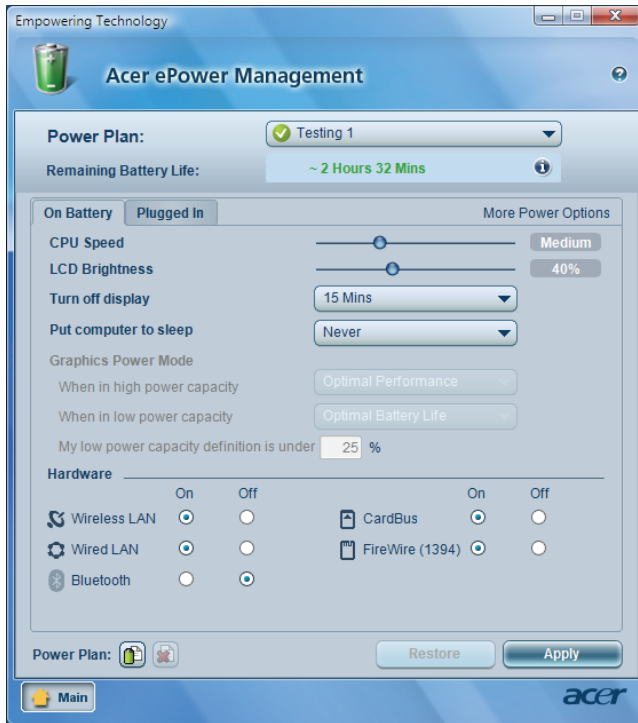 Empowering Technology
Acer ePower Management
Power Plan: Testing 1
Remaining Battery Life: ~ 2 Hours 32 Mins
On Battery Plugged In More Power Options
CPU Speed Medium
LCD Brightness 40%
Turn off display 15 Mins
Put computer to sleep Never
Graphics Power Mode
When in high power capacity Optimal Performance
When in low power capacity Optimal Battery Life
My low power capacity definition is under 25 %
Hardware
On Off On Off
Wireless LAN CardBus
Wired LAN FireWire (1394)
Bluetooth
Power Plan: Restore Apply
Main acer